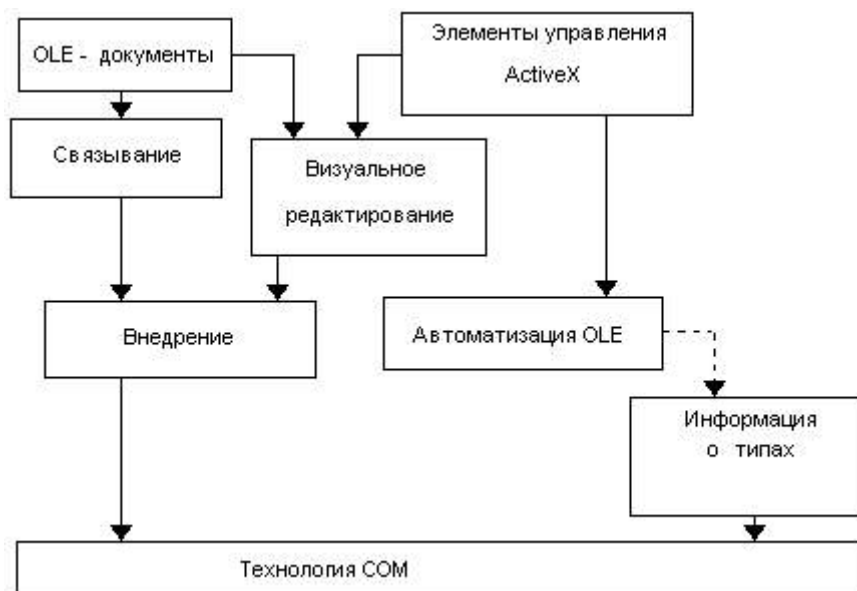 OLE - документы
Элементы управления
ActiveX
Связывание
Визуальное
редактирование
Внедрение
Автоматизация OLE
Информация
о типах
Технология COM